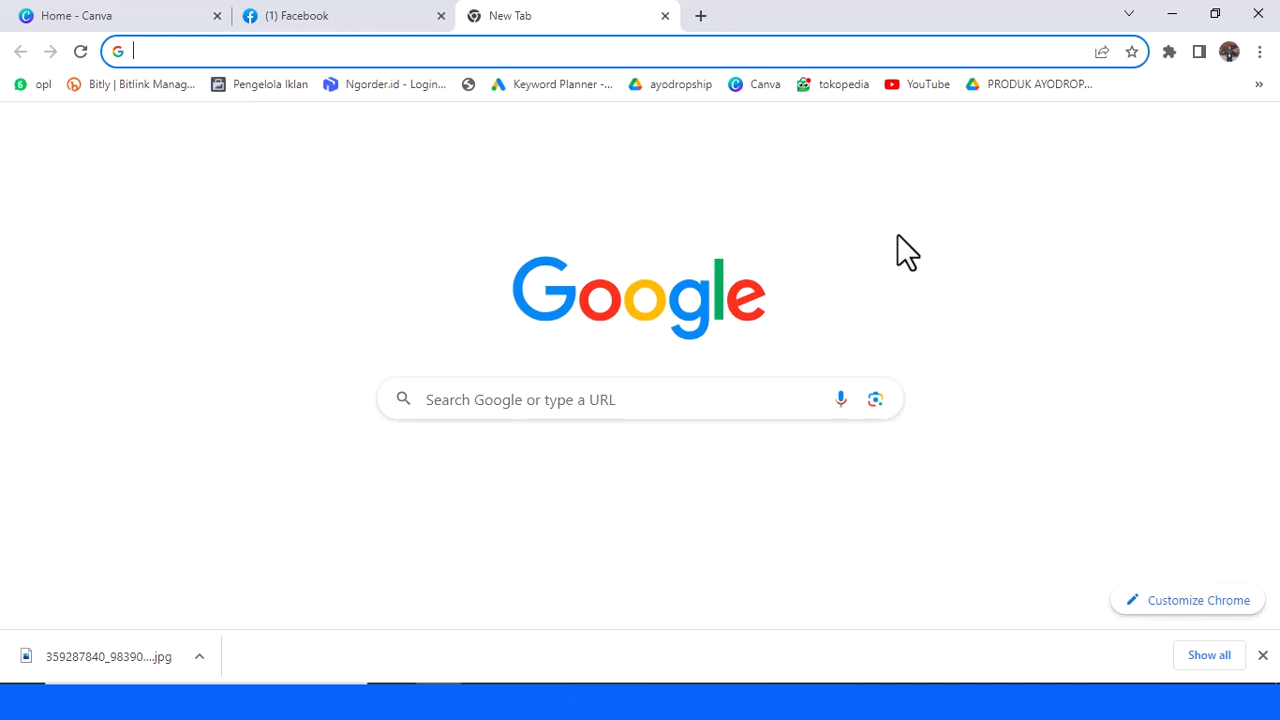 Home - Canva
(1) Facebook
New Tab
opl
Bitly | Bitlink Manag...
Pengelola Iklan
Ngorder.id - Login...
Keyword Planner -...
ayodropship
Canva
tokopedia
YouTube
PRODUK AYODROP...
Google
Search Google or type a URL
Customize Chrome
359287840_98390....jpg
Show all